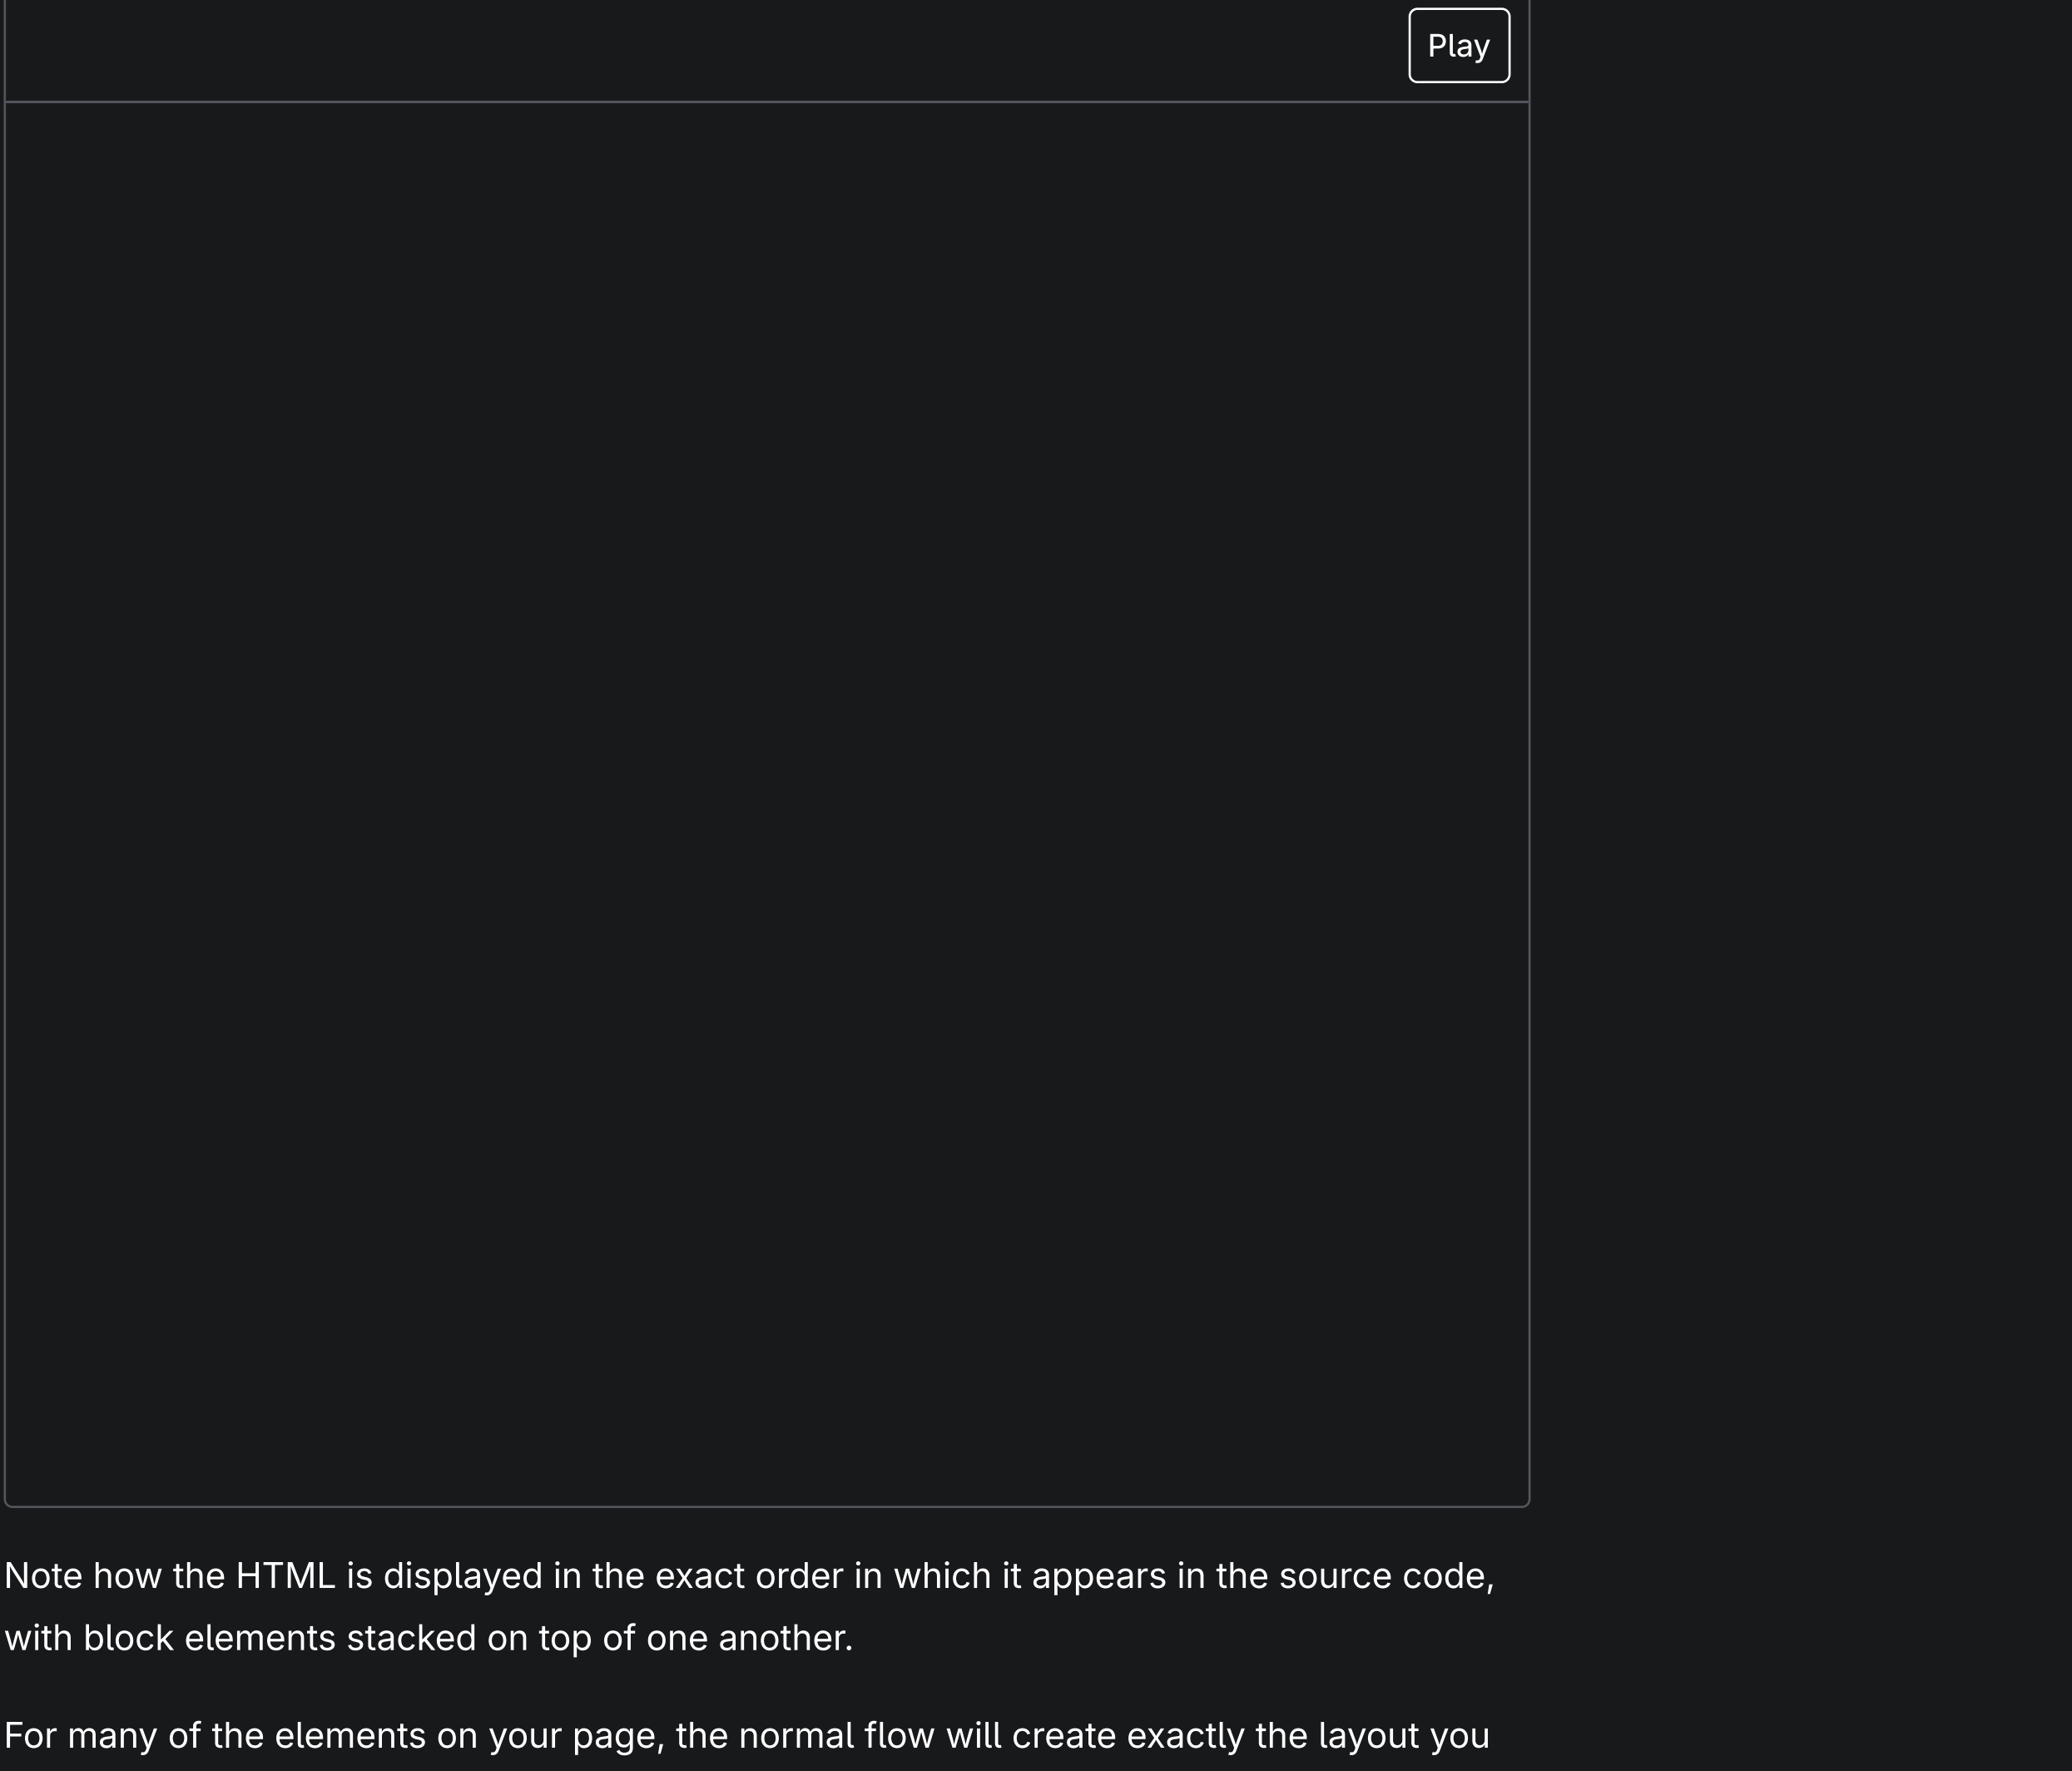 Play
Note how the HTML is displayed in the exact order in which it appears in the source code,
with block elements stacked on top of one another.
For many of the elements on your page, the normal flow will create exactly the layout you